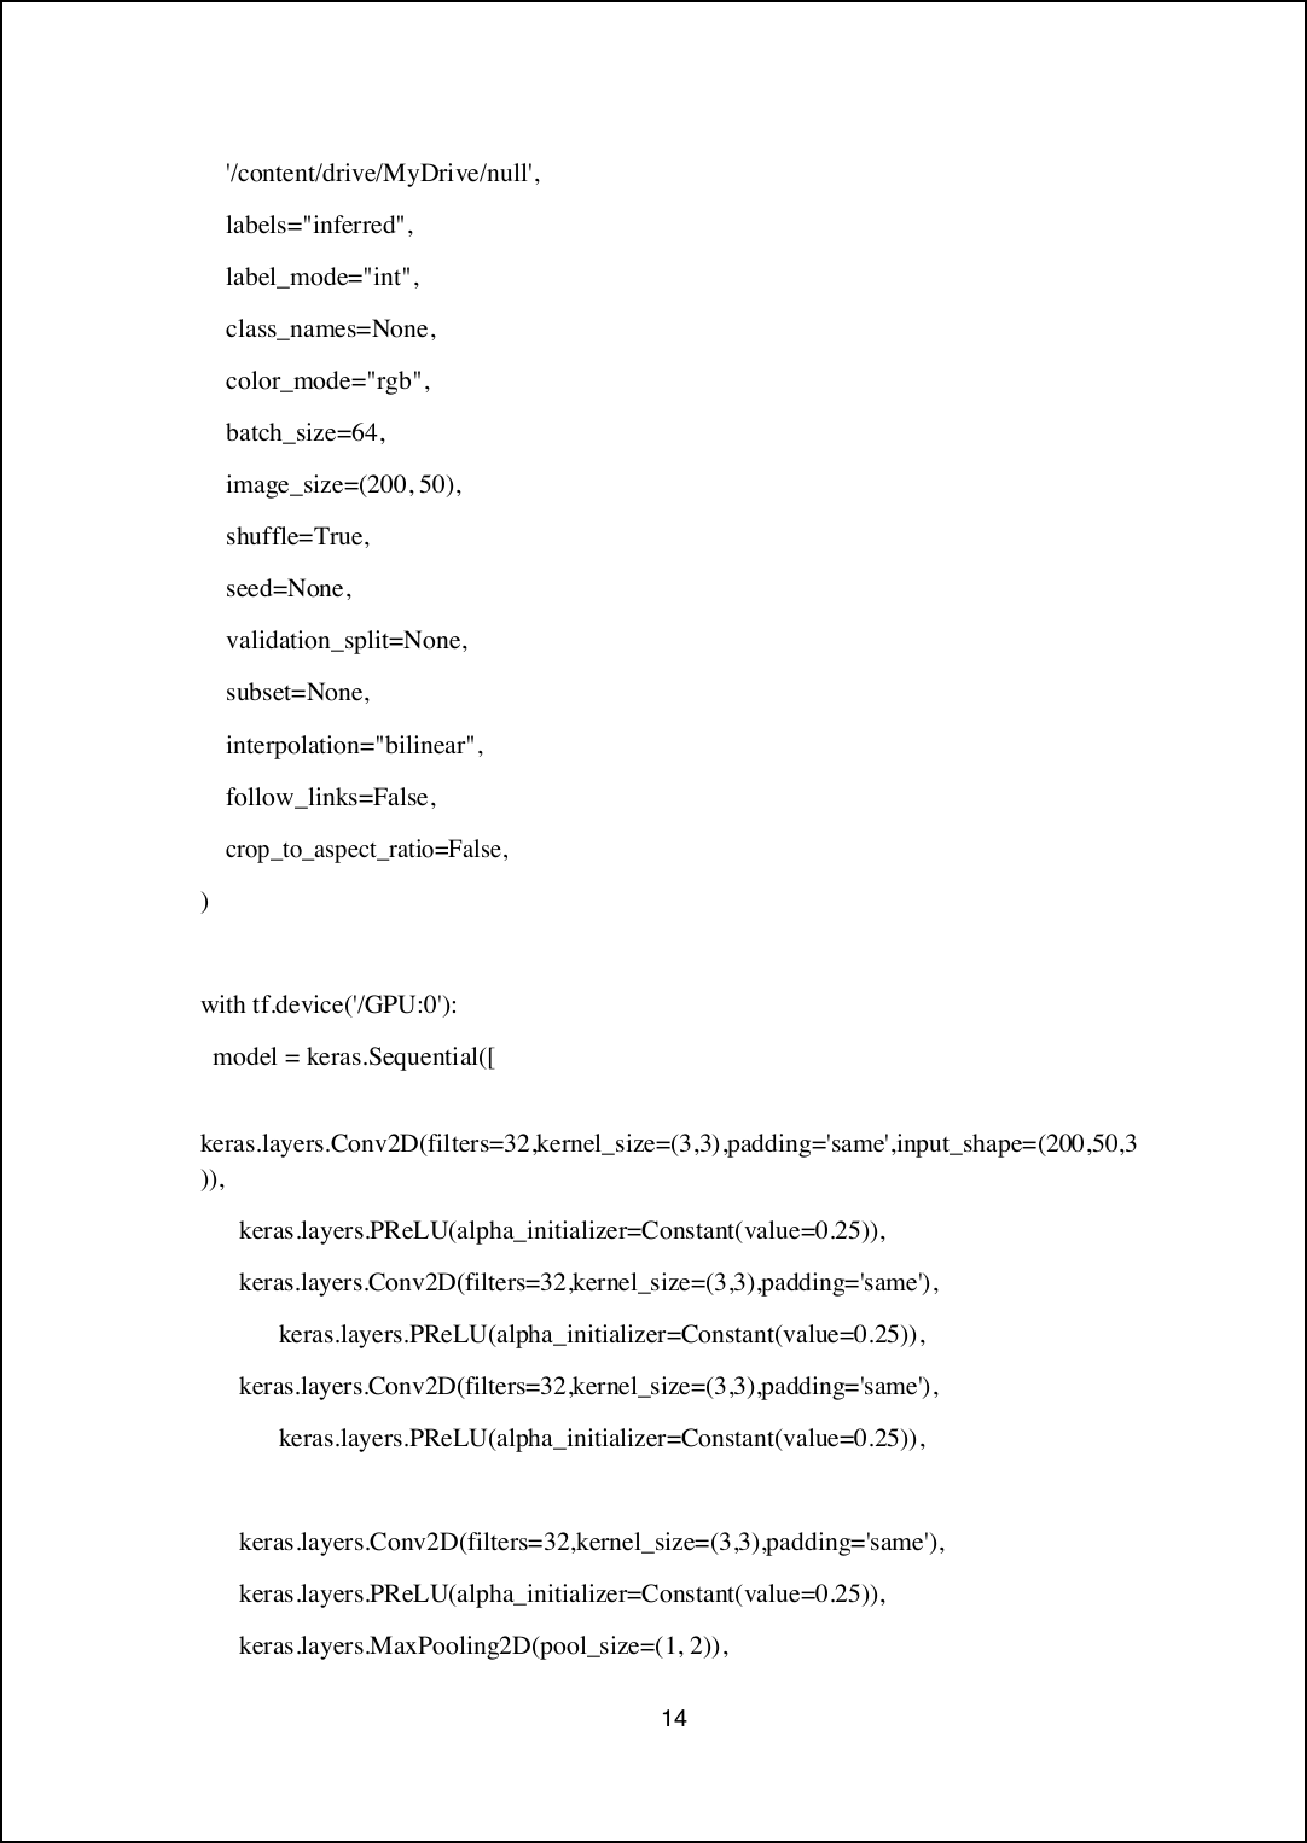 '/content/drive/MyDrive/null',
labels="inferred",
label_mode="int",
class_names=None,
color_mode="rgb",
batch_size=64,
image_size=(200, 50),
shuffle=True,
seed=None,
validation_split=None,
subset=None,
interpolation="bilinear",
follow_links=False,
crop_to_aspect_ratio=False,
)
with tf.device('/GPU:0'):
model = keras.Sequential([
keras.layers.Conv2D(filters=32,kernel_size=(3,3),padding='same',input_shape=(200,50,3
)),
keras.layers.PReLU(alpha_initializer=Constant(value=0.25)),
keras.layers.Conv2D(filters=32,kernel_size=(3,3),padding='same'),
keras.layers.PReLU(alpha_initializer=Constant(value=0.25)),
keras.layers.Conv2D(filters=32,kernel_size=(3,3),padding='same'),
keras.layers.PReLU(alpha_initializer=Constant(value=0.25)),
keras.layers.Conv2D(filters=32,kernel_size=(3,3),padding='same'),
keras.layers.PReLU(alpha_initializer=Constant(value=0.25)),
keras.layers.MaxPooling2D(pool_size=(1, 2)),
14